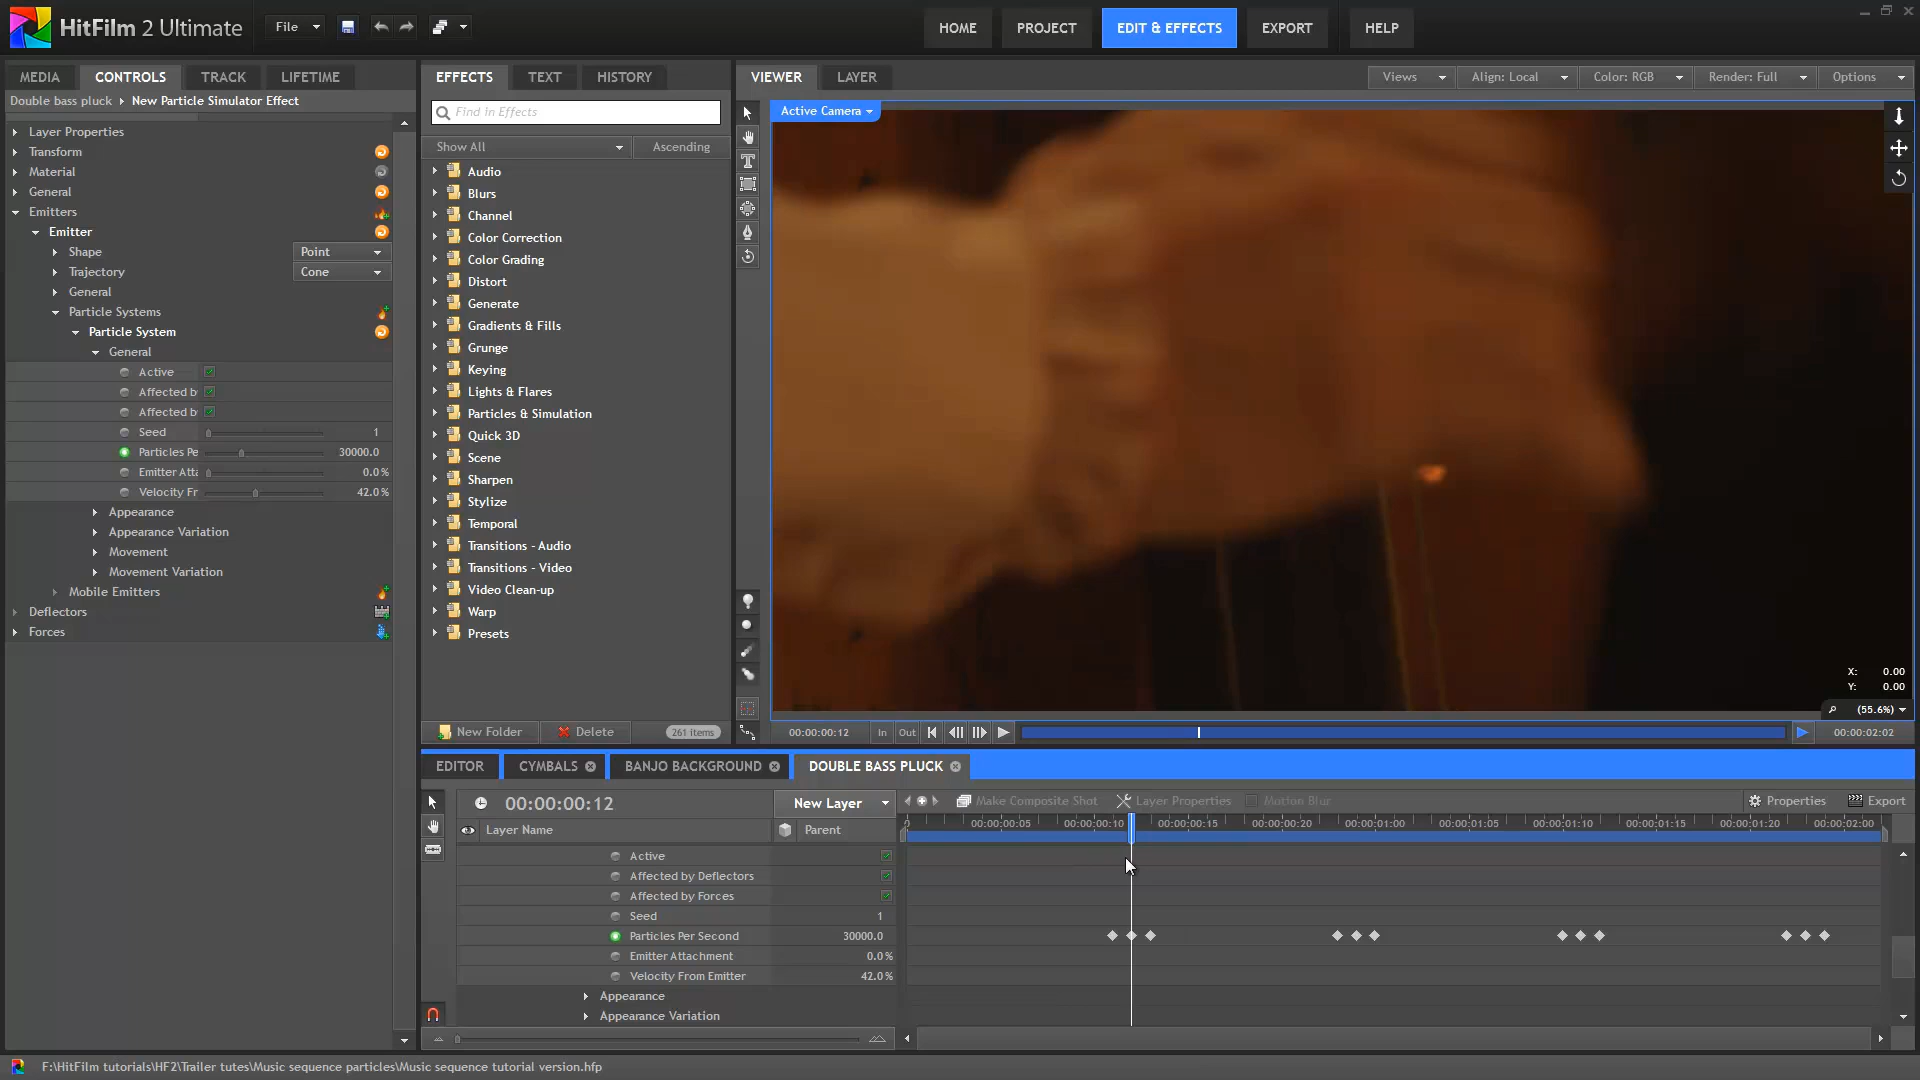 HitFilm 2 Ultimate
File
HOME
PROJECT
EDIT & EFFECTS
EXPORT
HELP
MEDIA
CONTROLS
TRACK
LIFETIME
Double bass pluck New Particle Simulator Effect
Layer Properties
Transform
Material
General
Emitters
Emitter
Shape Point
Trajectory Cone
General
Particle Systems
Particle System
General
Active
Affected b
Affected b
Seed 1
Particles Pe 30000.0
Emitter Atta 0.0%
Velocity Fr 42.0%
Appearance
Appearance Variation
Movement
Movement Variation
Mobile Emitters
Deflectors
Forces
EFFECTS
TEXT
HISTORY
Find in Effects
Show All Ascending
Audio
Blurs
Channel
Color Correction
Color Grading
Distort
Generate
Gradients & Fills
Grunge
Keying
Lights & Flares
Particles & Simulation
Quick 3D
Scene
Sharpen
Stylize
Temporal
Transitions - Audio
Transitions - Video
Video Clean-up
Warp
Presets
New Folder Delete 261 items
VIEWER
LAYER
Views
Align: Local
Color: RGB
Render: Full
Options
Active Camera
X: 0.00
Y: 0.00
(55.6%)
00:00:00:12 In Out 00:00:02:02
EDITOR
CYMBALS
BANJO BACKGROUND
DOUBLE BASS PLUCK
00:00:00:12 New Layer Make Composite Shot Layer Properties Motion Blur Properties Export
Layer Name Parent
0 00:00:00:05 00:00:00:10 00:00:00:15 00:00:00:20 00:00:01:00 00:00:01:05 00:00:01:10 00:00:01:15 00:00:01:20 00:00:02:00
Active
Affected by Deflectors
Affected by Forces
Seed 1
Particles Per Second 30000.0
Emitter Attachment 0.0%
Velocity From Emitter 42.0%
Appearance
Appearance Variation
F:\HitFilm tutorials\HF2\Trailer tutes\Music sequence particles\Music sequence tutorial version.hfp